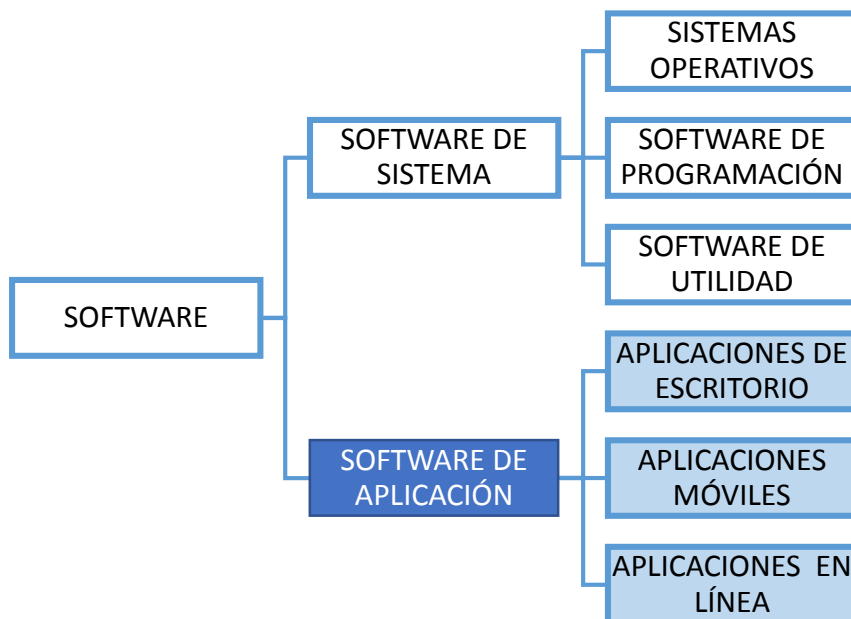 SOFTWARE
SOFTWARE DE
SISTEMA
SISTEMAS
OPERATIVOS
SOFTWARE DE
PROGRAMACIÓN
SOFTWARE DE
UTILIDAD
SOFTWARE DE
APLICACIÓN
APLICACIONES DE
ESCRITORIO
APLICACIONES
MÓVILES
APLICACIONES EN
LÍNEA